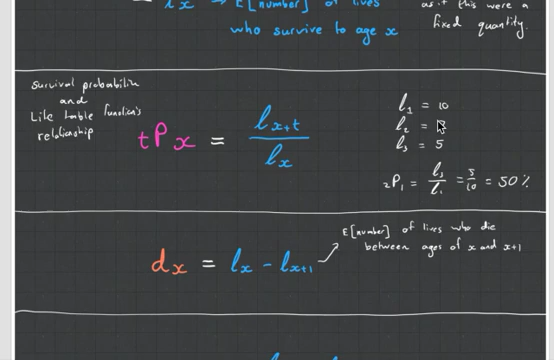 lx → E[number] of lives
who survive to age x
as if this were a
fixed quantity.
Survival probabilities
and
Life table function's
relationship
tPx = lx+t / lx
l1 = 10
l2 =
l3 = 5
2P1 = l3 / l1 = 5/10 = 50%
dx = lx - lx+1
E[number] of lives who die
between ages of x and x+1